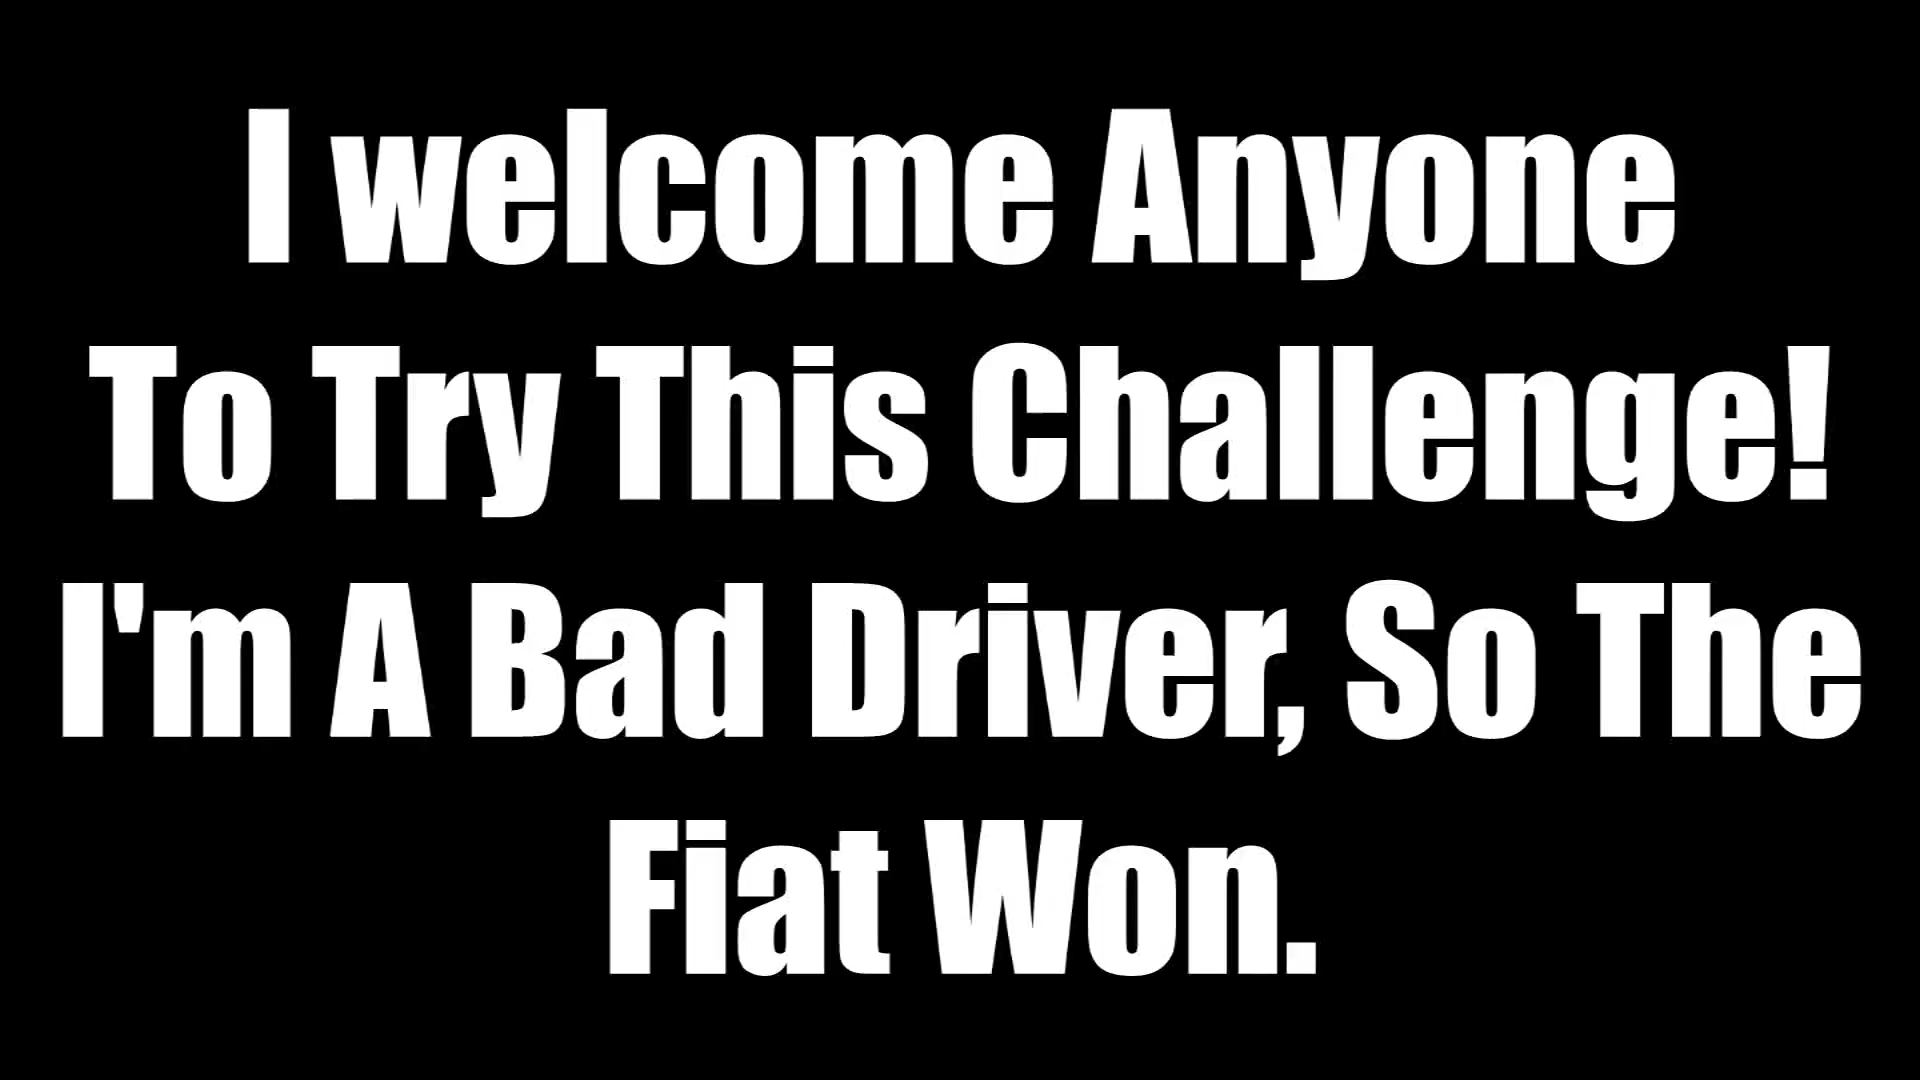 I welcome Anyone
To Try This Challenge!
I'm A Bad Driver, So The
Fiat Won.